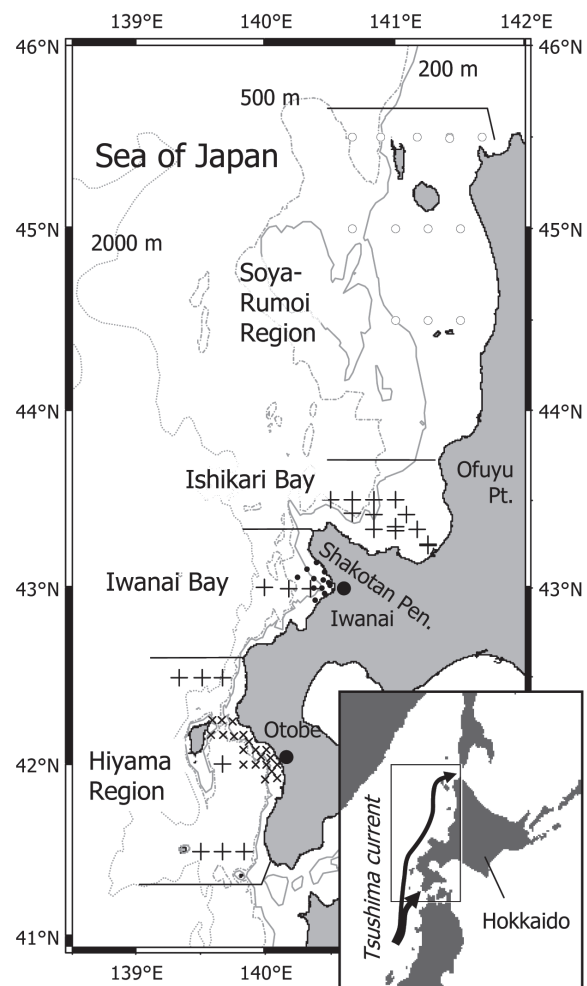 139°E 140°E 141°E 142°E
46°N 46°N
200 m
500 m
Sea of Japan
45°N 45°N
2000 m
Soya-
Rumoi
Region
44°N 44°N
Ishikari Bay
Ofuyu
Pt.
Shakotan Pen.
Iwanai Bay
43°N 43°N
Iwanai
Otobe
Hiyama
Region
42°N
Tsushima current
Hokkaido
41°N
139°E 140°E